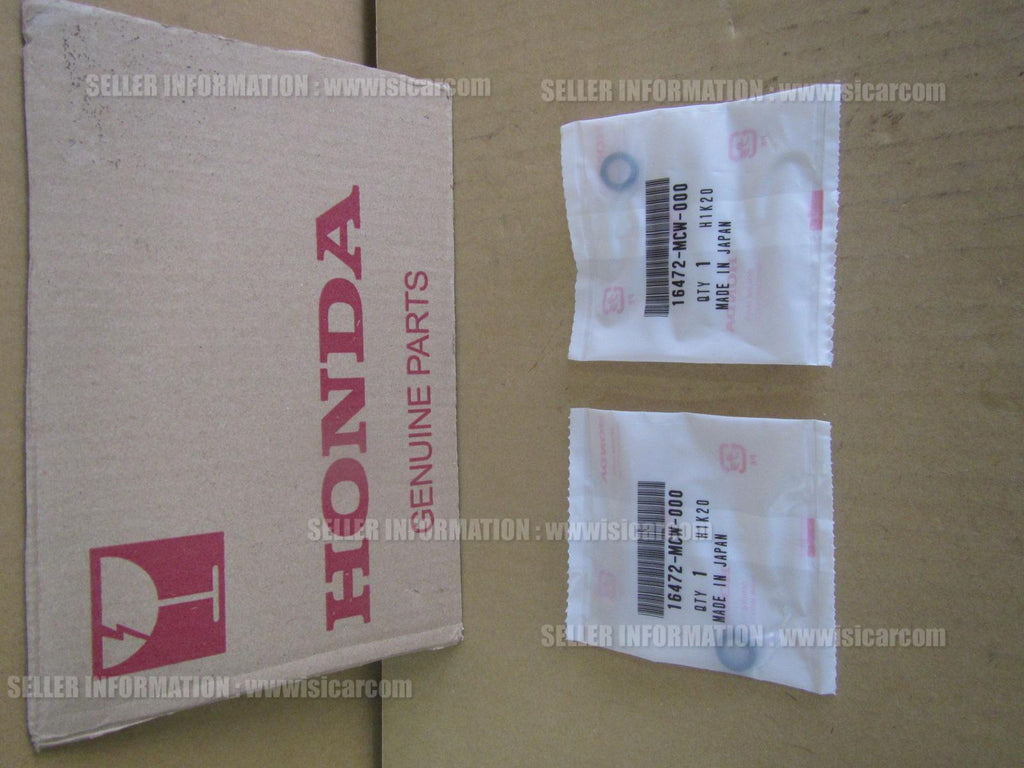 SELLER INFORMATION : wwwisicarcom
SELLER INFORMATION : wwwisicarcom
HONDA
GENUINE PARTS
16472-MCW-000
QTY 1 H1K20
MADE IN JAPAN
SELLER INFORMATION : wwwisicarcom
16472-MCW-000
QTY 1 H1K20
MADE IN JAPAN
SELLER INFORMATION : wwwisicarcom
SELLER INFORMATION : wwwisicarcom